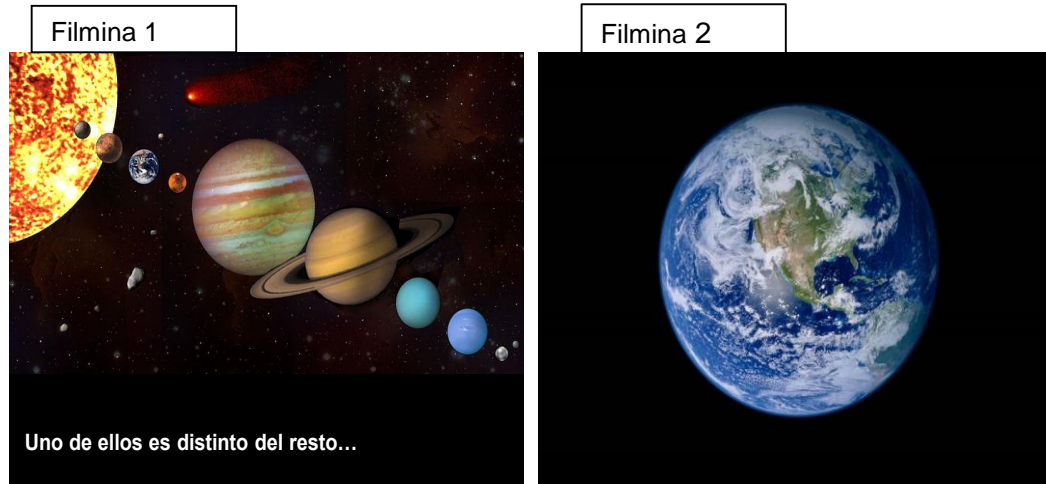 Filmina 1
Filmina 2
Uno de ellos es distinto del resto…